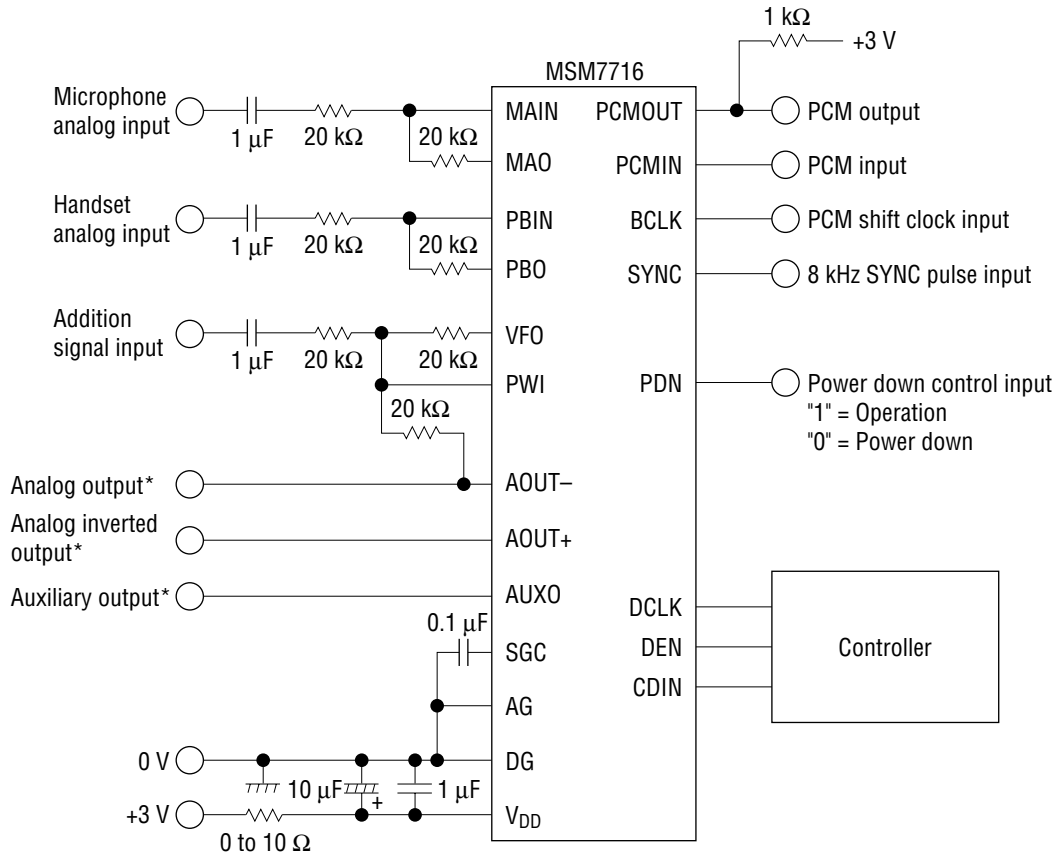 1 kΩ
+3 V
MSM7716
Microphone
analog input
1 μF
20 kΩ
20 kΩ
MAIN
MAO
PCMOUT
PCM output
PCMIN
PCM input
Handset
analog input
1 μF
20 kΩ
20 kΩ
PBIN
PBO
BCLK
PCM shift clock input
SYNC
8 kHz SYNC pulse input
Addition
signal input
1 μF
20 kΩ
20 kΩ
VFO
PWI
20 kΩ
PDN
Power down control input
"1" = Operation
"0" = Power down
Analog output*
AOUT–
Analog inverted
output*
AOUT+
Auxiliary output*
AUXO
0.1 μF
SGC
AG
DCLK
DEN
CDIN
Controller
0 V
DG
10 μF
+
1 μF
+3 V
0 to 10 Ω
VDD